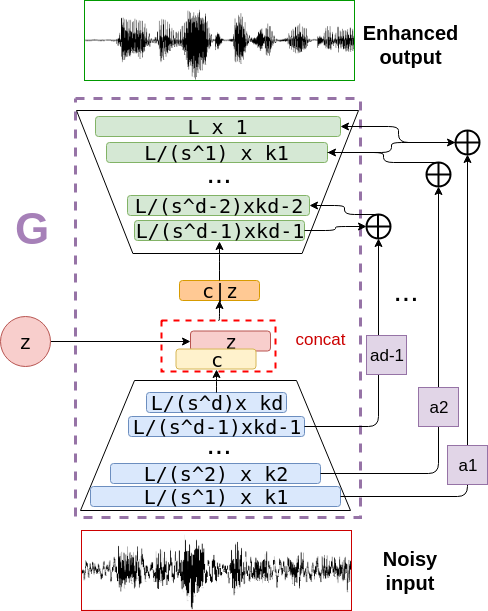 Enhanced
output
L x 1
L/(s^1) x k1
...
L/(s^d-2)xkd-2
L/(s^d-1)xkd-1
G
c|z
...
z
z
concat
c
ad-1
L/(s^d)x kd
a2
L/(s^d-1)xkd-1
...
a1
L/(s^2) x k2
L/(s^1) x k1
Noisy
input